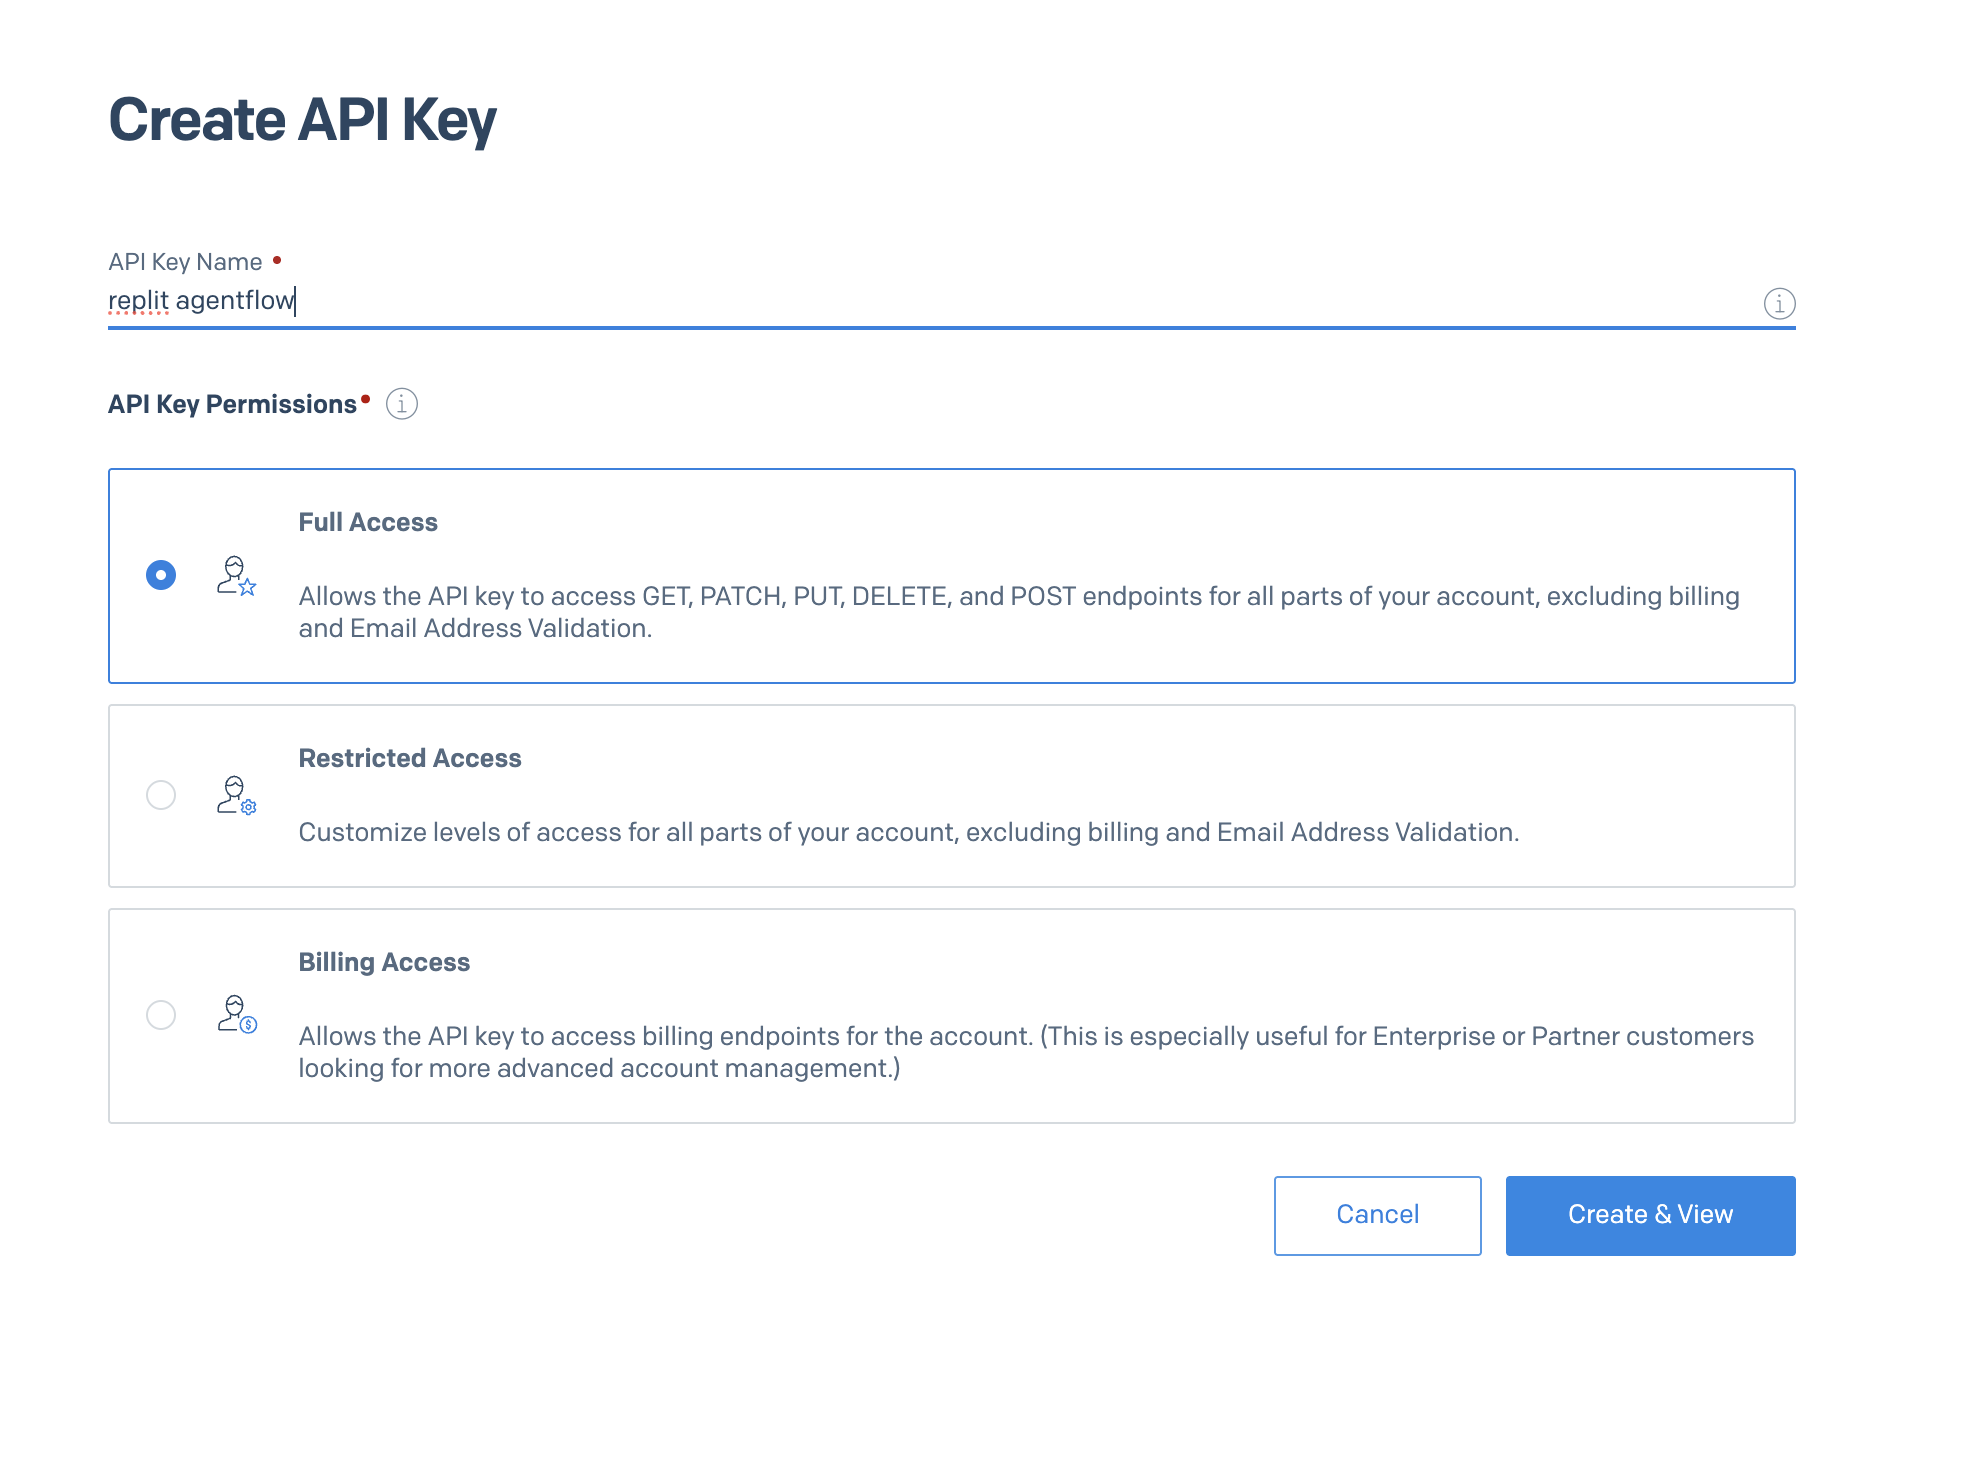 Create API Key
API Key Name
replit agentflow
API Key Permissions
Full Access
Allows the API key to access GET, PATCH, PUT, DELETE, and POST endpoints for all parts of your account, excluding billing
and Email Address Validation.
Restricted Access
Customize levels of access for all parts of your account, excluding billing and Email Address Validation.
Billing Access
Allows the API key to access billing endpoints for the account. (This is especially useful for Enterprise or Partner customers
looking for more advanced account management.)
Cancel
Create & View